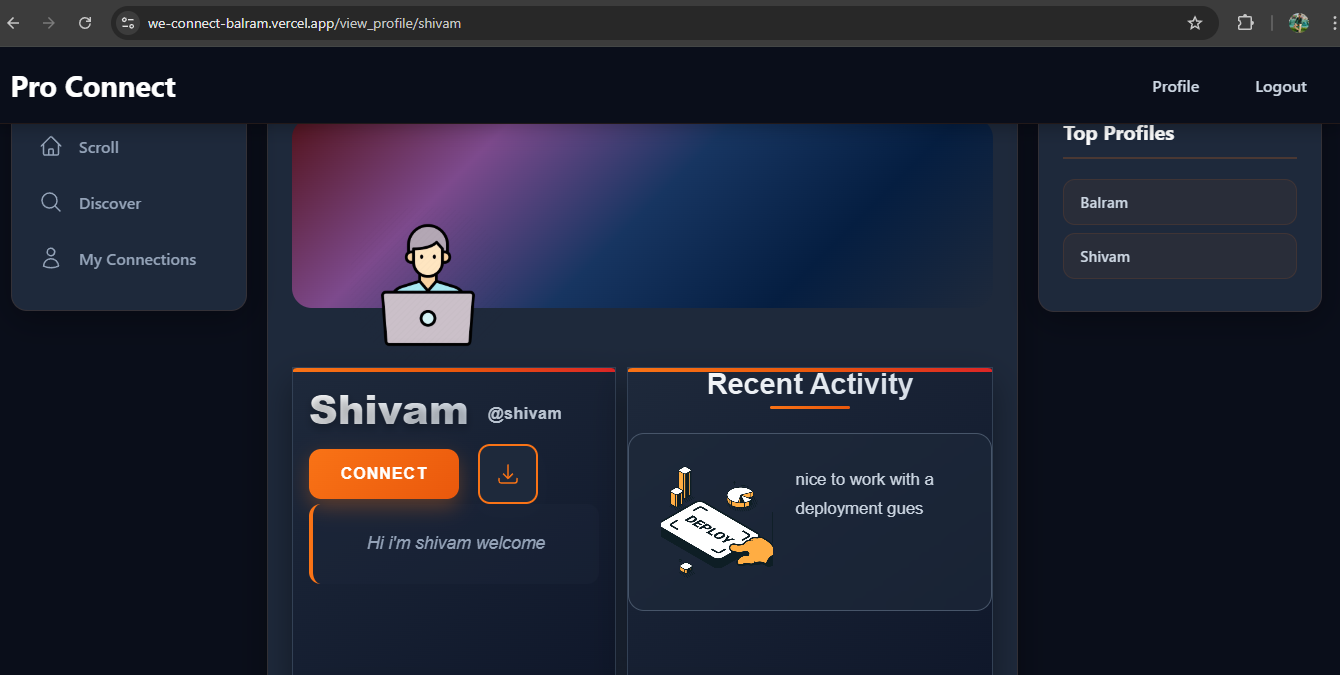 we-connect-balram.vercel.app/view_profile/shivam
Pro Connect
Profile
Logout
Scroll
Discover
My Connections
Top Profiles
Balram
Shivam
Shivam
@shivam
CONNECT
Hi i'm shivam welcome
Recent Activity
DEPLOY
nice to work with a
deployment gues